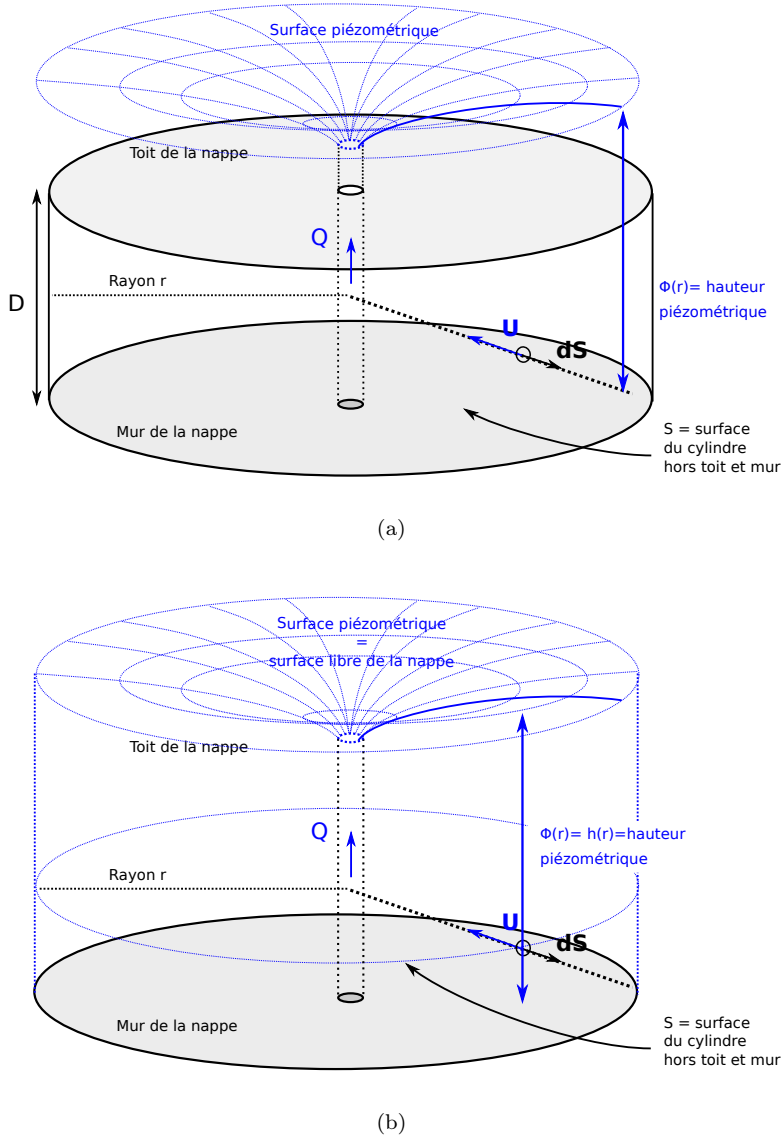 Surface piézométrique
Toit de la nappe
Q
Rayon r
D
Φ(r)= hauteur
piézométrique
U
dS
Mur de la nappe
S = surface
du cylindre
hors toit et mur
(a)
Surface piézométrique
=
surface libre de la nappe
Toit de la nappe
Q
Φ(r)= h(r)=hauteur
piézométrique
Rayon r
U
dS
Mur de la nappe
S = surface
du cylindre
hors toit et mur
(b)